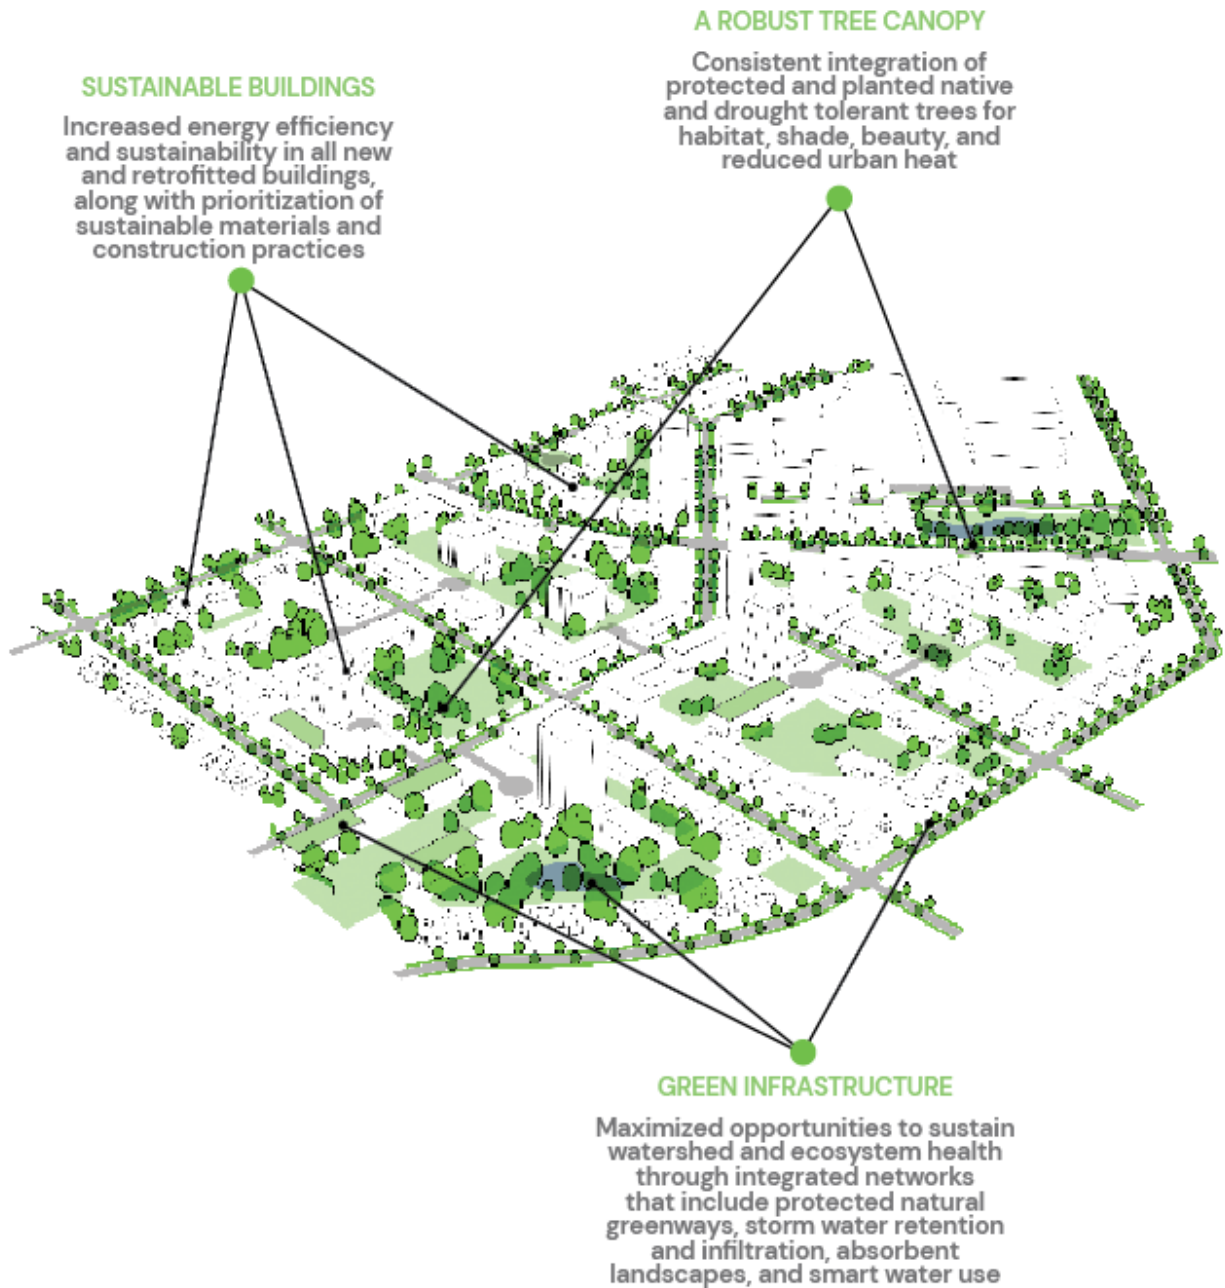 A ROBUST TREE CANOPY
Consistent integration of
protected and planted native
and drought tolerant trees for
habitat, shade, beauty, and
reduced urban heat
SUSTAINABLE BUILDINGS
Increased energy efficiency
and sustainability in all new
and retrofitted buildings,
along with prioritization of
sustainable materials and
construction practices
GREEN INFRASTRUCTURE
Maximized opportunities to sustain
watershed and ecosystem health
through integrated networks
that include protected natural
greenways, storm water retention
and infiltration, absorbent
landscapes, and smart water use